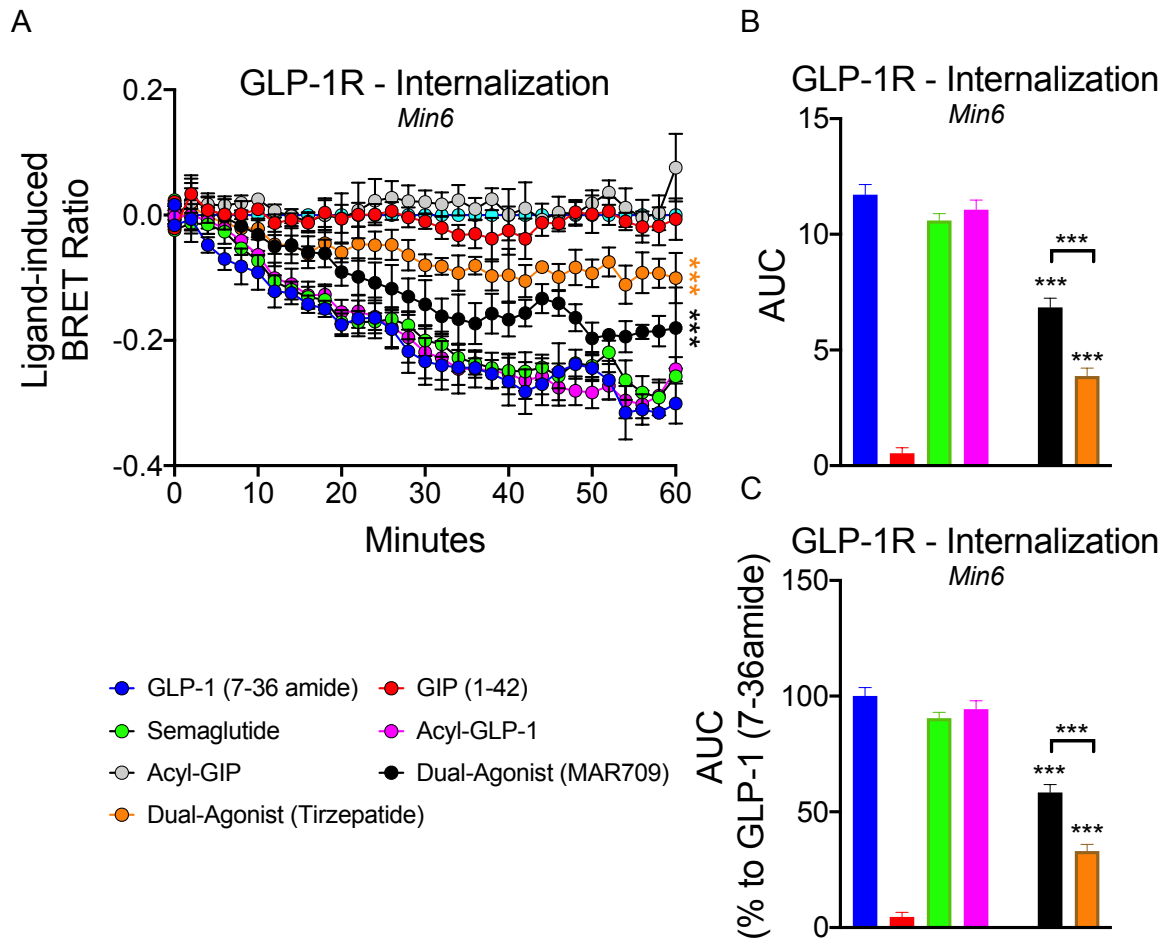 A
GLP-1R - Internalization
Min6
Ligand-induced
BRET Ratio
0.2
0.0
-0.2
-0.4
0 10 20 30 40 50 60
Minutes
***
***
GLP-1 (7-36 amide)
GIP (1-42)
Semaglutide
Acyl-GLP-1
Acyl-GIP
Dual-Agonist (MAR709)
Dual-Agonist (Tirzepatide)
B
GLP-1R - Internalization
Min6
AUC
15
10
5
0
***
***
***
C
GLP-1R - Internalization
Min6
AUC
(% to GLP-1 (7-36amide)
150
100
50
0
***
***
***